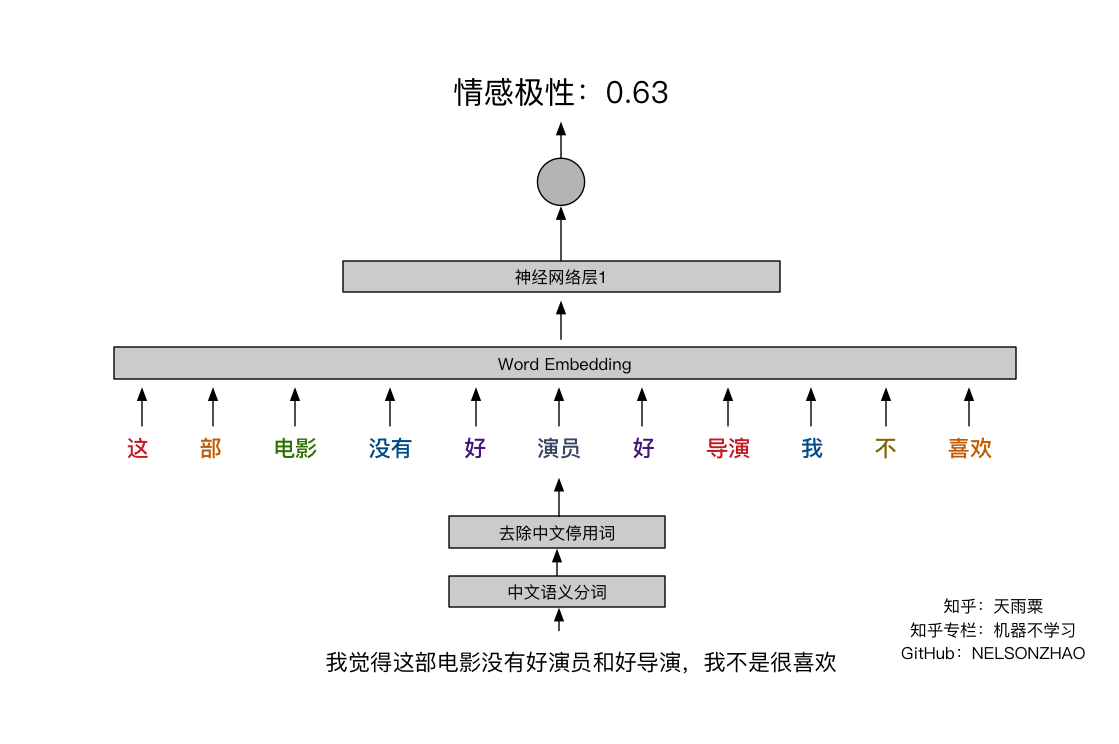 情感极性：0.63
神经网络层1
Word Embedding
这 部 电影 没有 好 演员 好 导演 我 不 喜欢
去除中文停用词
中文语义分词
我觉得这部电影没有好演员和好导演，我不是很喜欢
知乎：天雨粟
知乎专栏：机器不学习
GitHub：NELSONZHAO